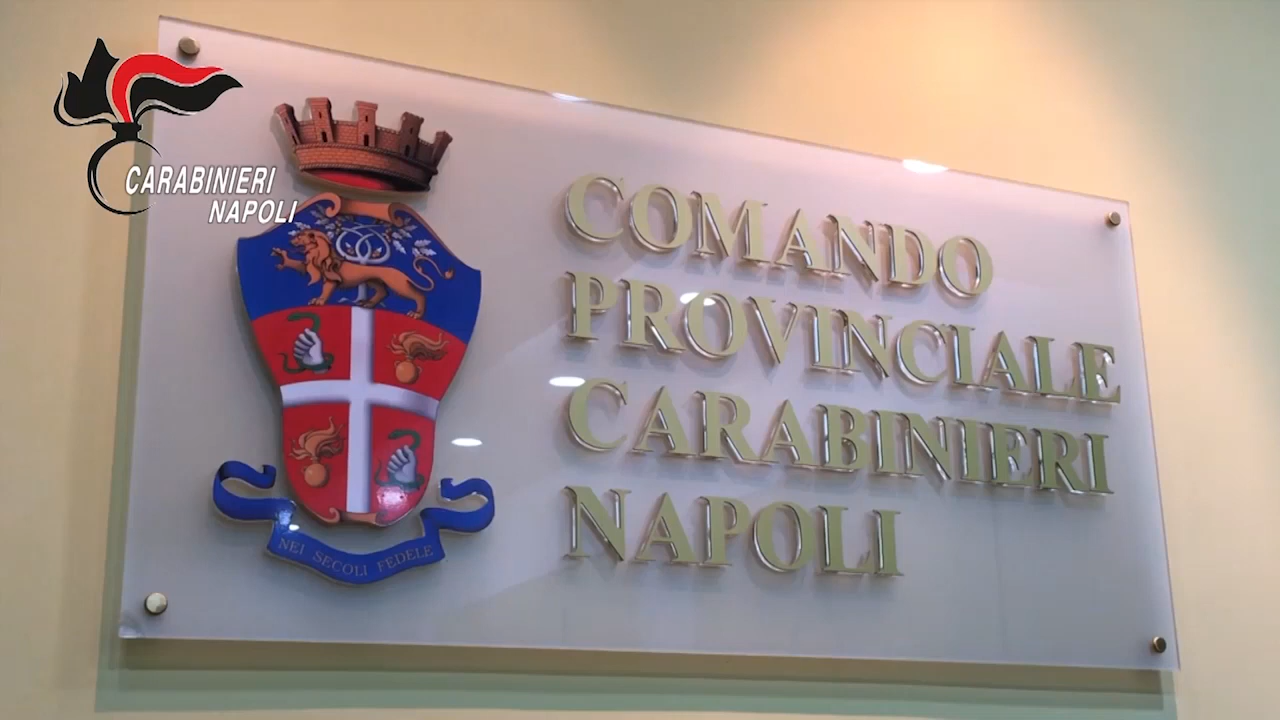 CARABINIERI
NAPOLI
COMANDO
PROVINCIALE
CARABINIERI
NAPOLI
NEI SECOLI FEDELE